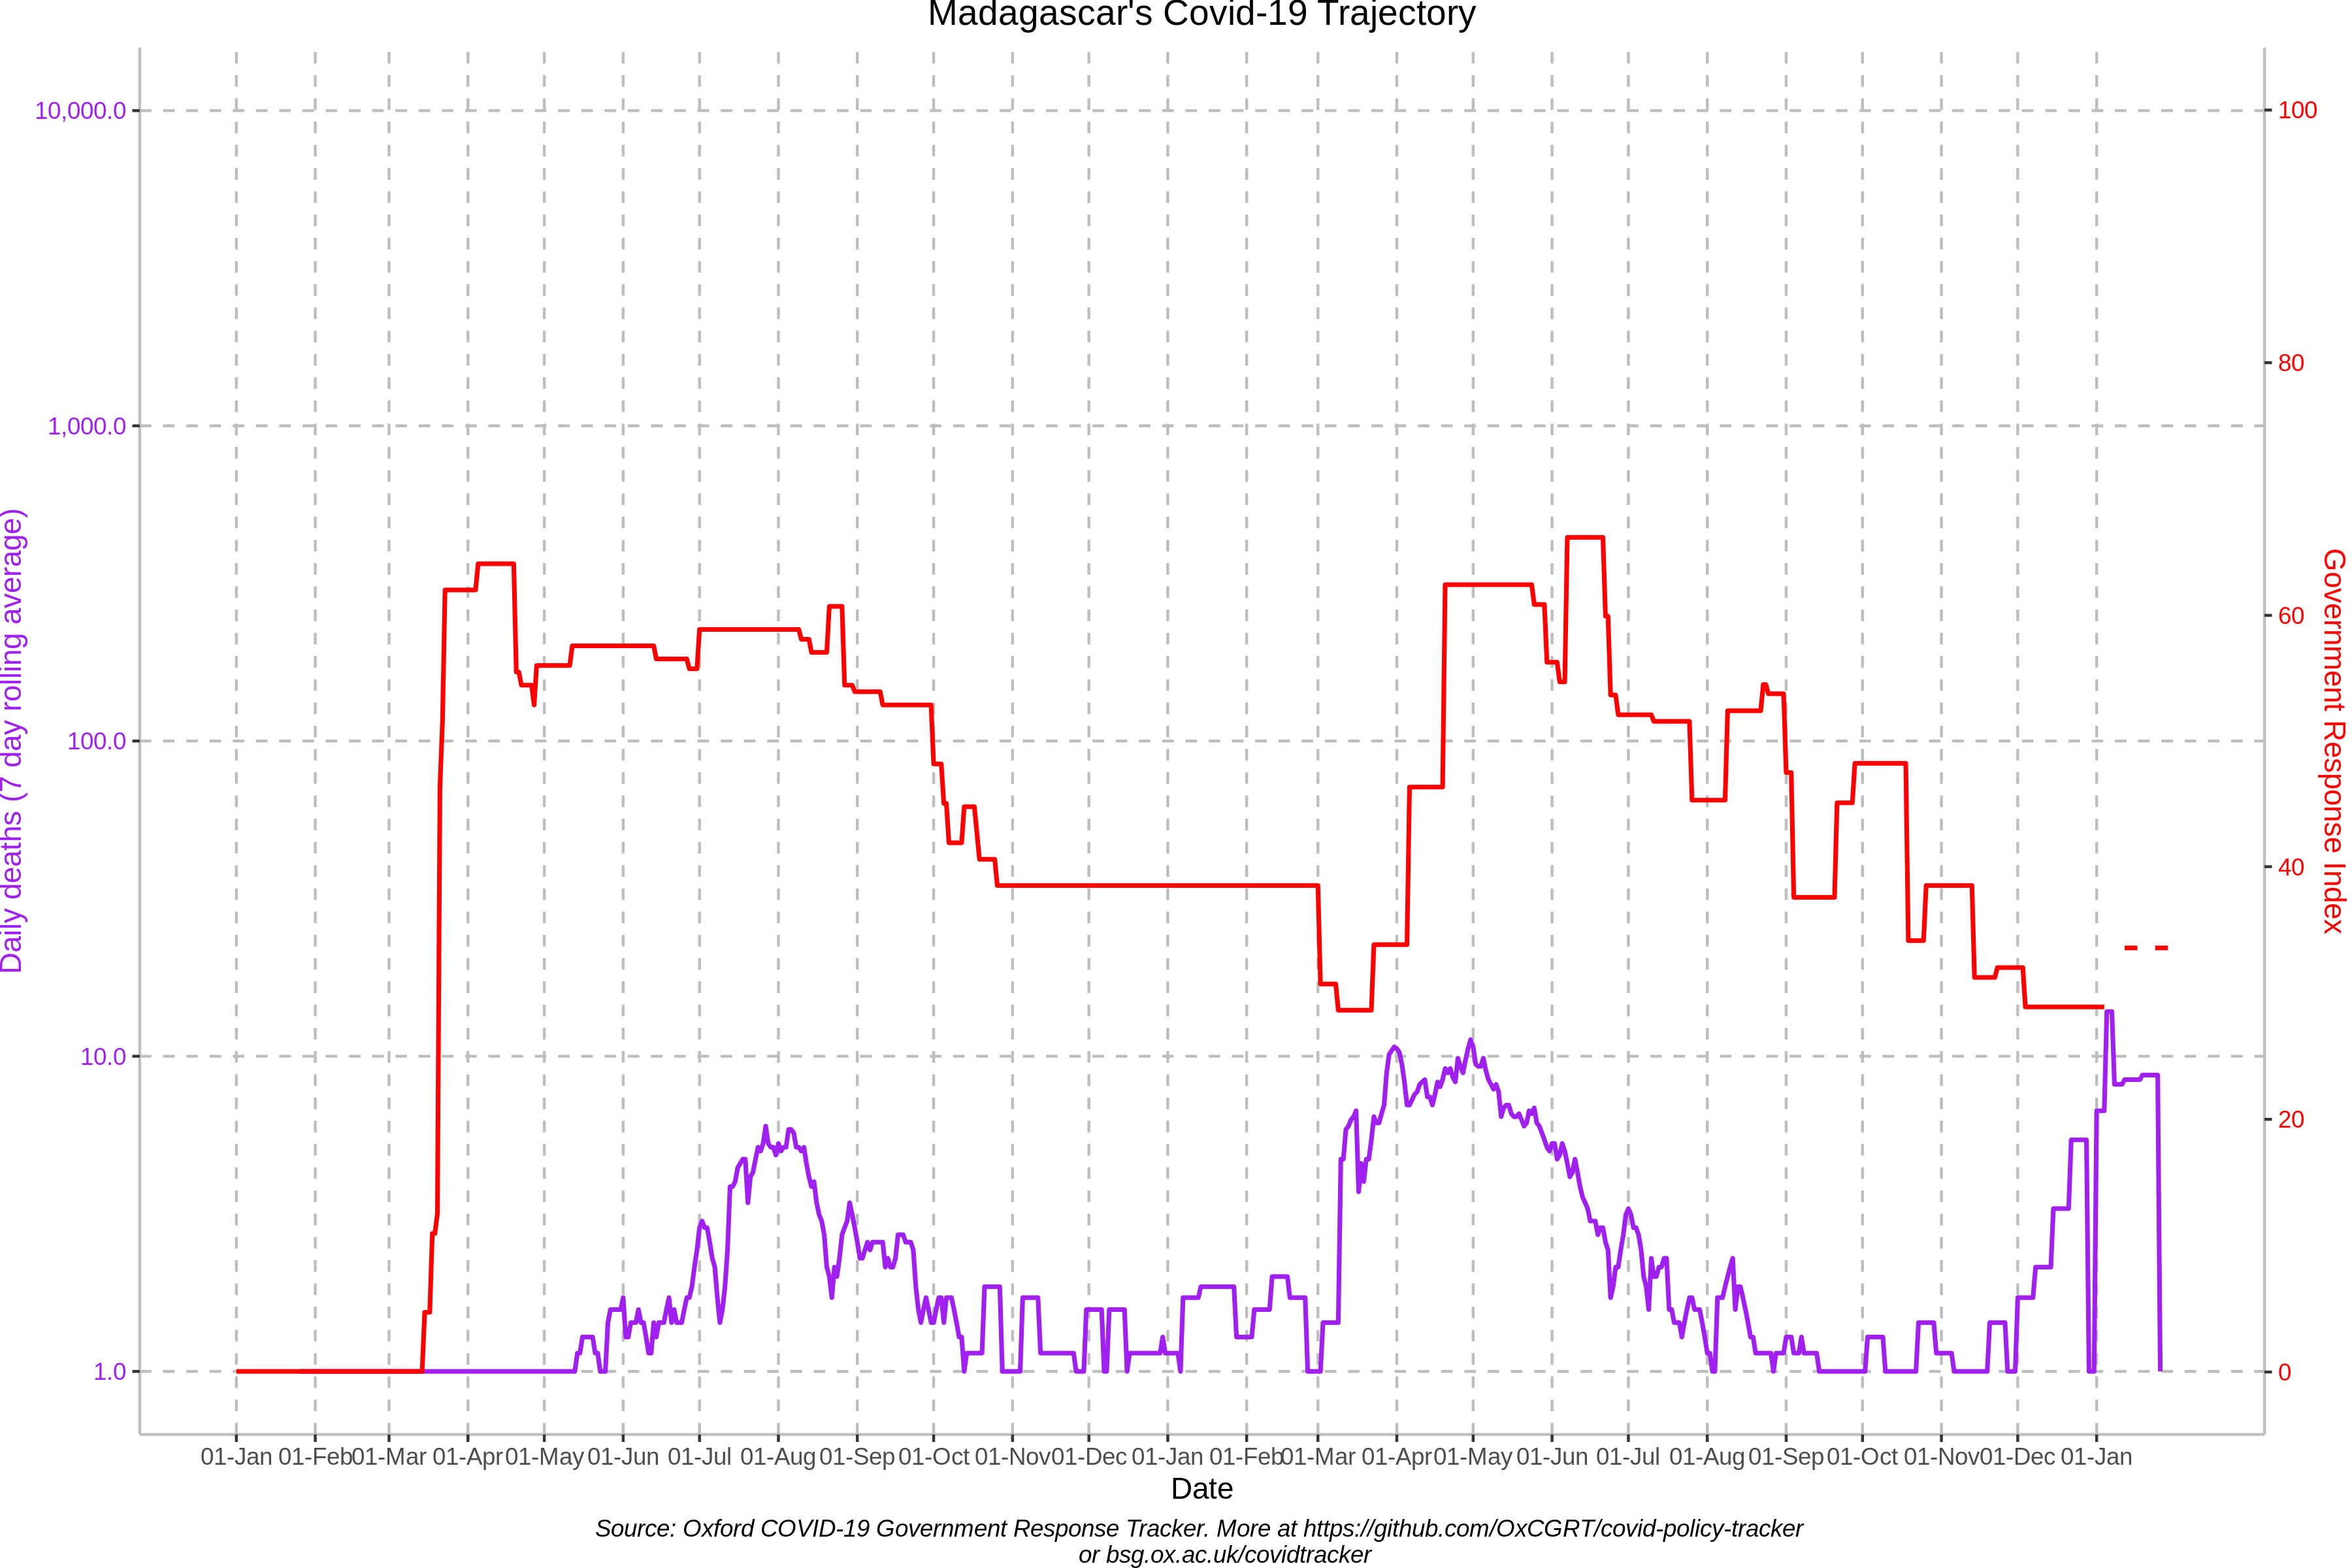 Madagascar's Covid-19 Trajectory
10,000.0
1,000.0
100.0
10.0
1.0
Daily deaths (7 day rolling average)
100
80
60
40
20
0
Government Response Index
01-Jan 01-Feb 01-Mar 01-Apr 01-May 01-Jun 01-Jul 01-Aug 01-Sep 01-Oct 01-Nov 01-Dec 01-Jan 01-Feb 01-Mar 01-Apr 01-May 01-Jun 01-Jul 01-Aug 01-Sep 01-Oct 01-Nov 01-Dec 01-Jan
Date
Source: Oxford COVID-19 Government Response Tracker. More at https://github.com/OxCGRT/covid-policy-tracker
or bsg.ox.ac.uk/covidtracker